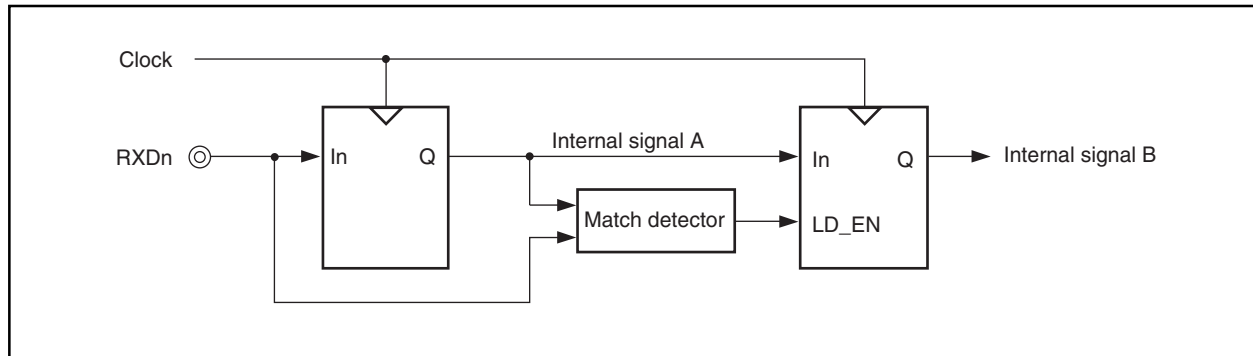 Clock
RXDn
In
Q
Internal signal A
In
Q
Internal signal B
Match detector
LD_EN